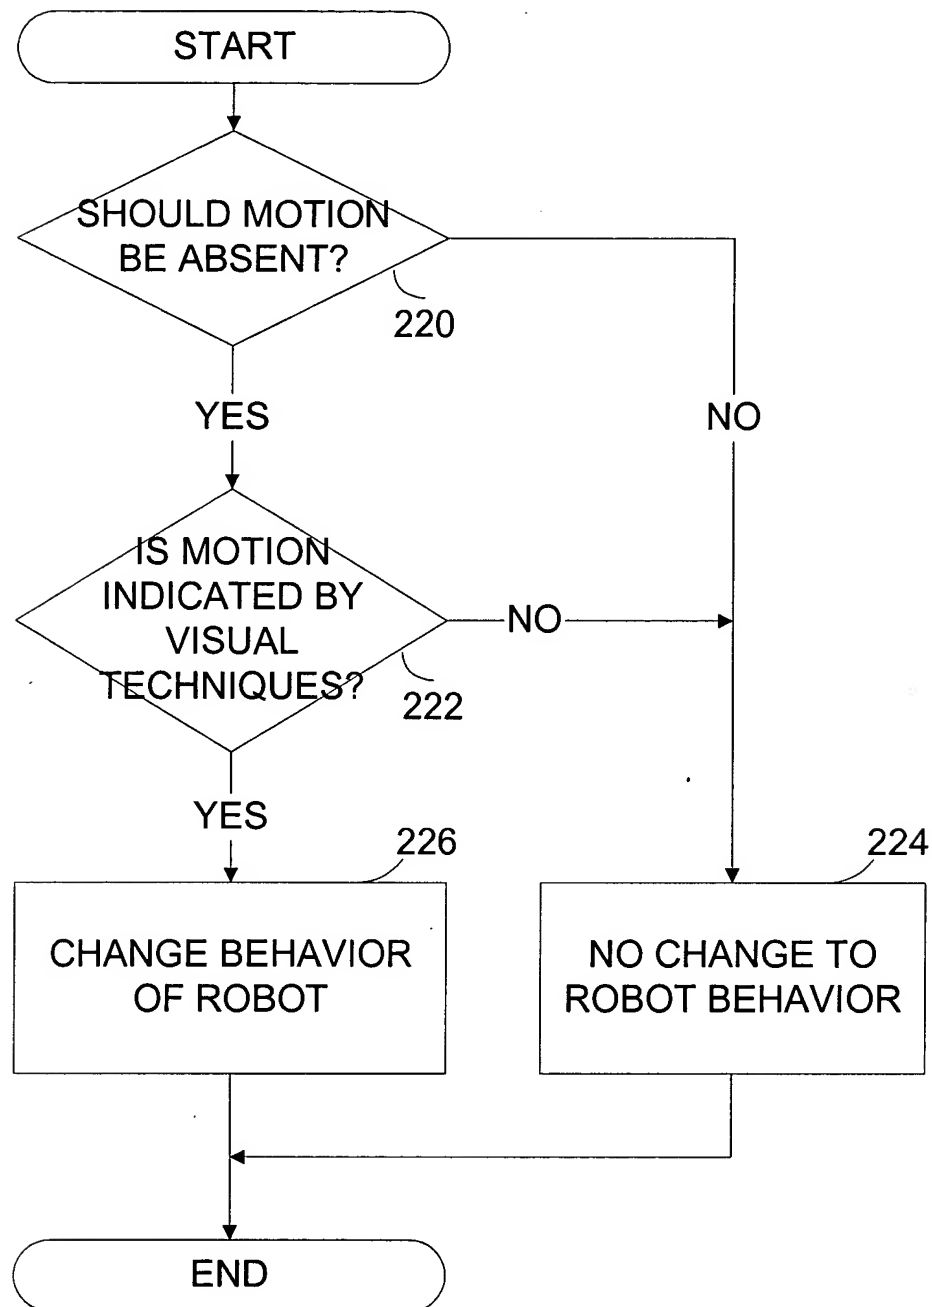 START
SHOULD MOTION
BE ABSENT?
220
YES
NO
IS MOTION
INDICATED BY
VISUAL
TECHNIQUES?
NO
222
YES
226
224
CHANGE BEHAVIOR
OF ROBOT
NO CHANGE TO
ROBOT BEHAVIOR
END